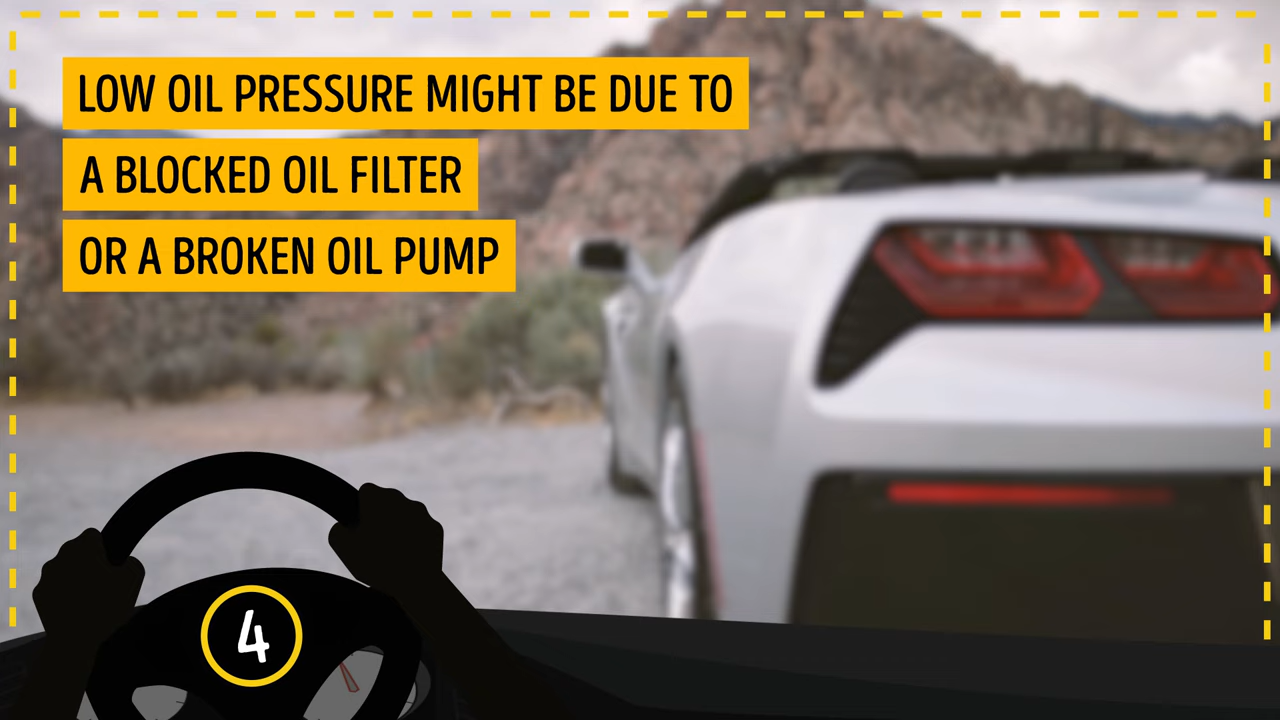 LOW OIL PRESSURE MIGHT BE DUE TO
A BLOCKED OIL FILTER
OR A BROKEN OIL PUMP
4